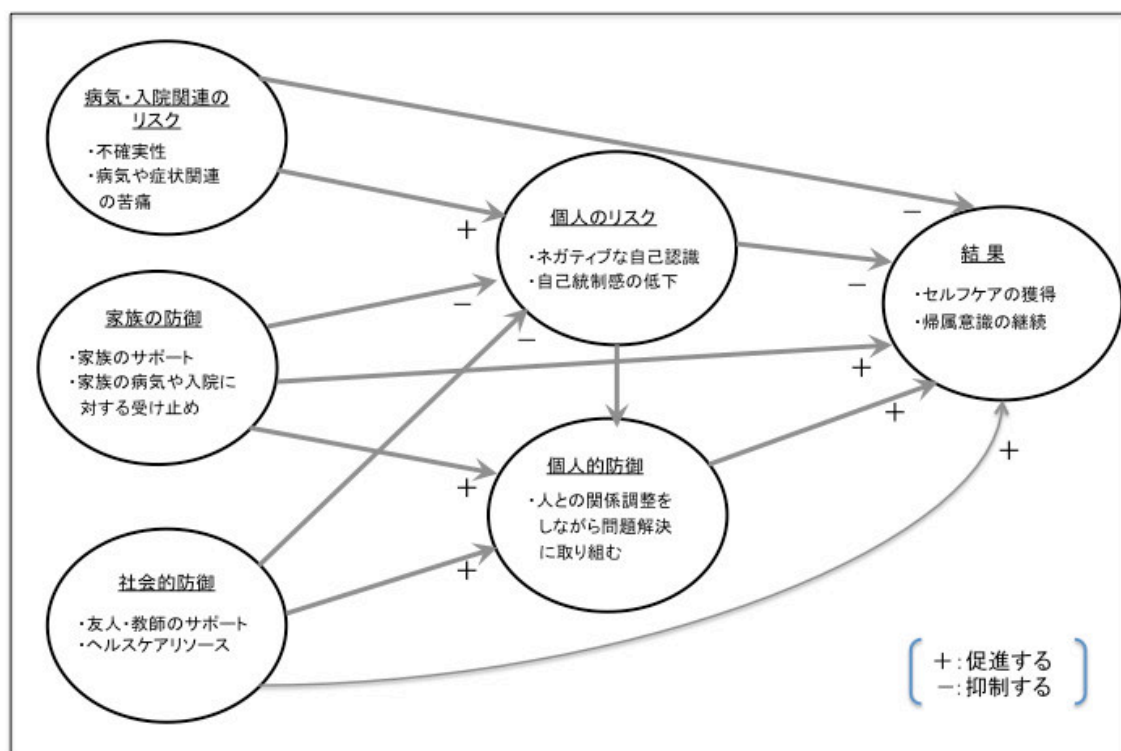 病気・入院関連の
リスク
・不確実性
・病気や症状関連
の苦痛
+
個人のリスク
・ネガティブな自己認識
・自己統制感の低下
−
−
結果
・セルフケアの獲得
・帰属意識の継続
家族の防御
・家族のサポート
・家族の病気や入院に
対する受け止め
−
−
+
+
+
個人的防御
・人との関係調整を
しながら問題解決
に取り組む
+
+
社会的防御
・友人・教師のサポート
・ヘルスケアリソース
+:促進する
−:抑制する